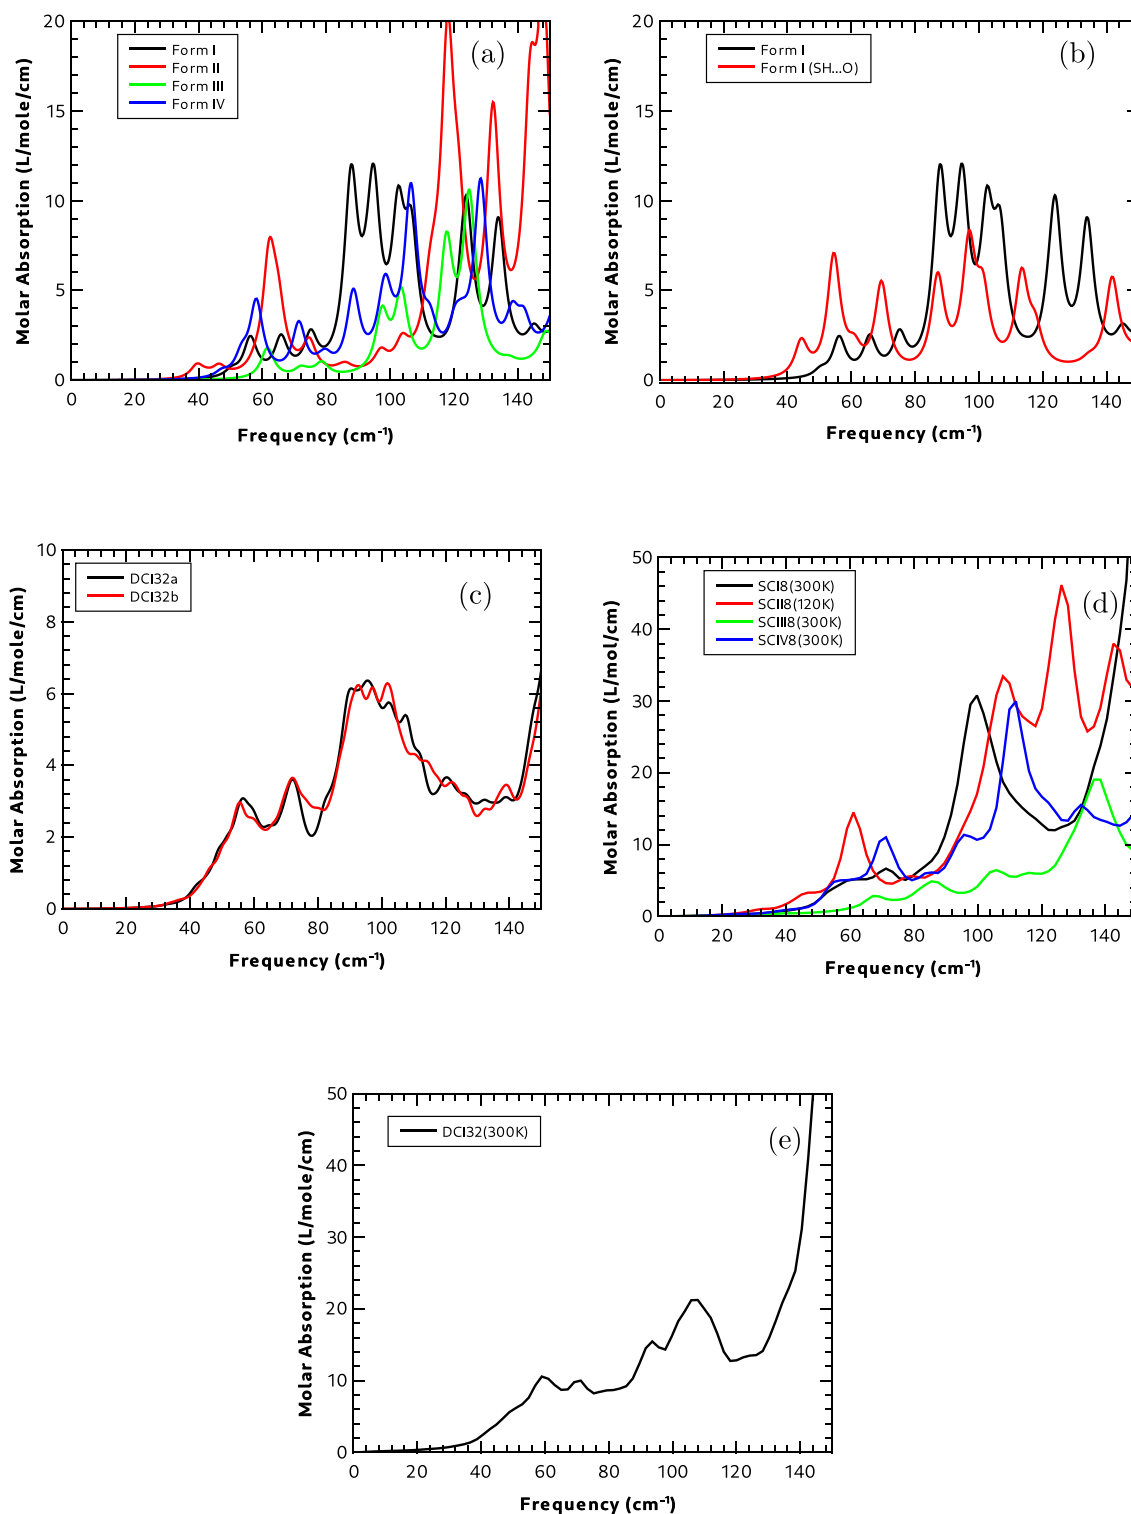 20
15
10
5
0
Molar Absorption (L/mole/cm)
Form I
Form II
Form III
Form IV
(a)
0 20 40 60 80 100 120 140
Frequency (cm⁻¹)
20
15
10
5
0
Molar Absorption (L/mole/cm)
Form I
Form I (SH...O)
(b)
0 20 40 60 80 100 120 140
Frequency (cm⁻¹)
10
8
6
4
2
0
Molar Absorption (L/mole/cm)
DCI32a
DCI32b
(c)
0 20 40 60 80 100 120 140
Frequency (cm⁻¹)
50
40
30
20
10
0
Molar Absorption (L/mol/cm)
SCI8(300K)
SCII8(120K)
SCIII8(300K)
SCIV8(300K)
(d)
0 20 40 60 80 100 120 140
Frequency (cm⁻¹)
50
40
30
20
10
0
Molar Absorption (L/mole/cm)
DCI32(300K)
(e)
0 20 40 60 80 100 120 140
Frequency (cm⁻¹)